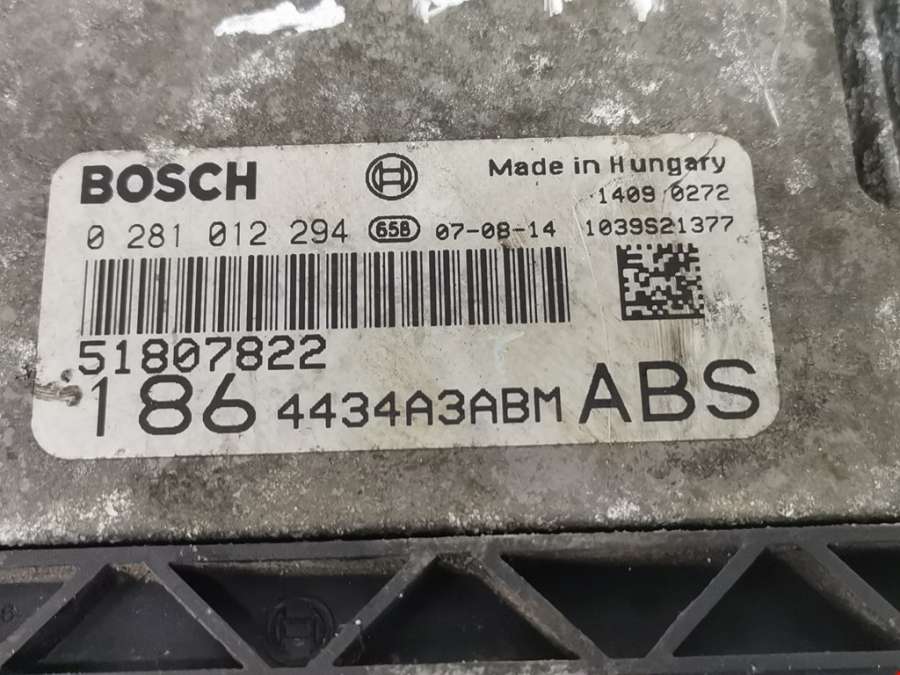 BOSCH Made in Hungary
1409 0272
0 281 012 294 658 07-08-14 1039S21377
51807822
186 4434A3ABM ABS